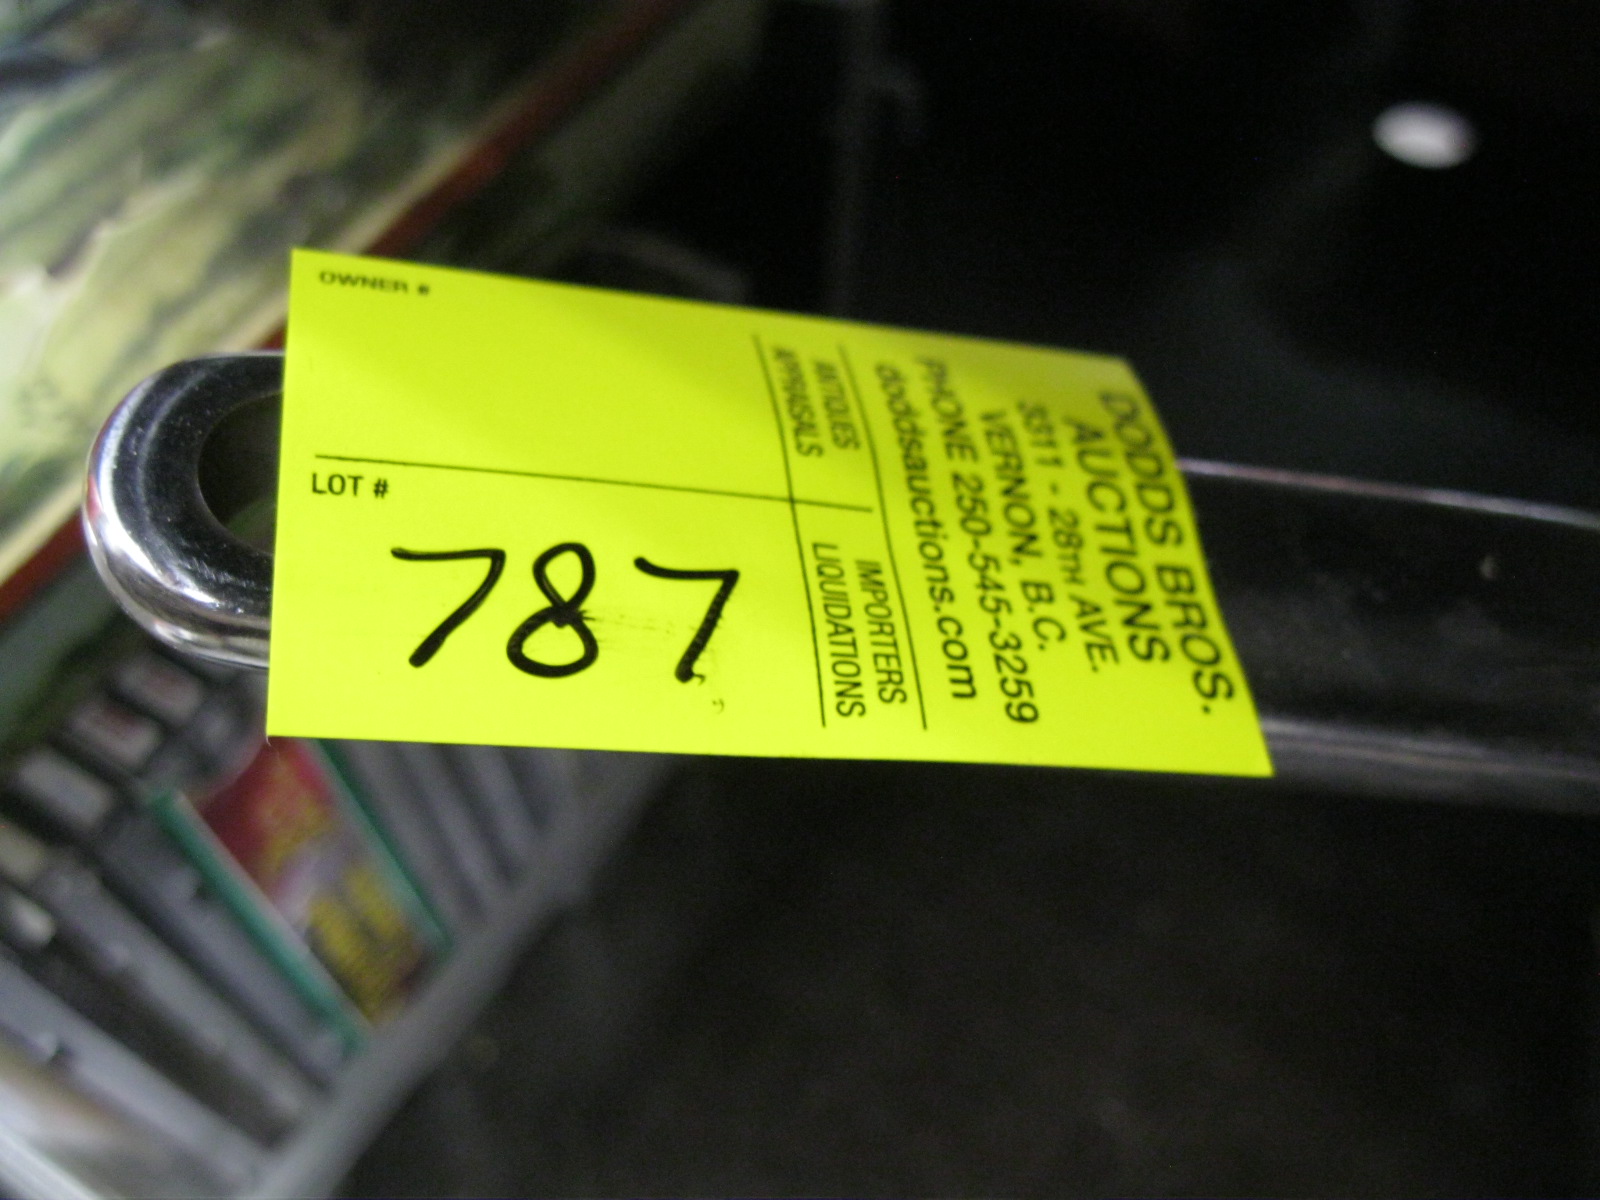 DODDS BROS.
AUCTIONS
3311 - 28TH AVE.
VERNON, B.C.
PHONE 250-545-3259
doddsauctions.com
ANTIQUES
APPRAISALS
IMPORTERS
LIQUIDATIONS
OWNER #
LOT #
787